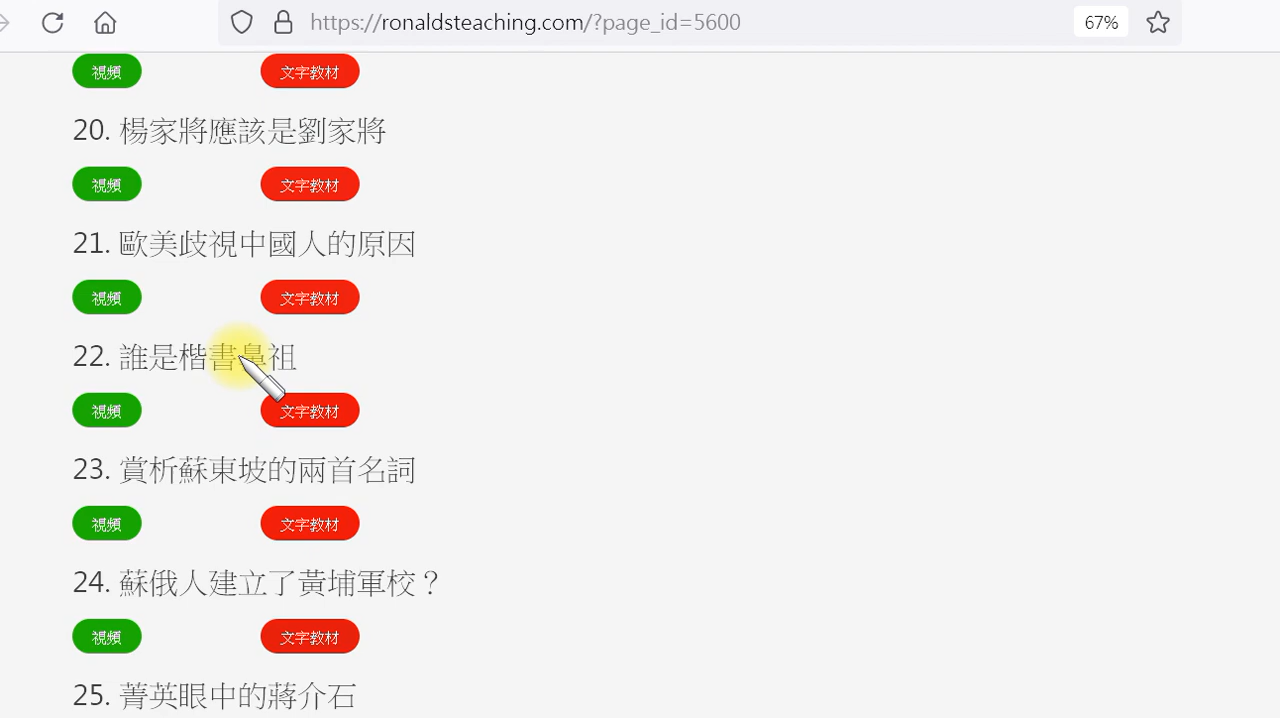 https://ronaldsteaching.com/?page_id=5600 67%
視頻 文字教材
20. 楊家將應該是劉家將
視頻 文字教材
21. 歐美歧視中國人的原因
視頻 文字教材
22. 誰是楷書鼻祖
視頻 文字教材
23. 賞析蘇東坡的兩首名詞
視頻 文字教材
24. 蘇俄人建立了黃埔軍校？
視頻 文字教材
25. 菁英眼中的蔣介石